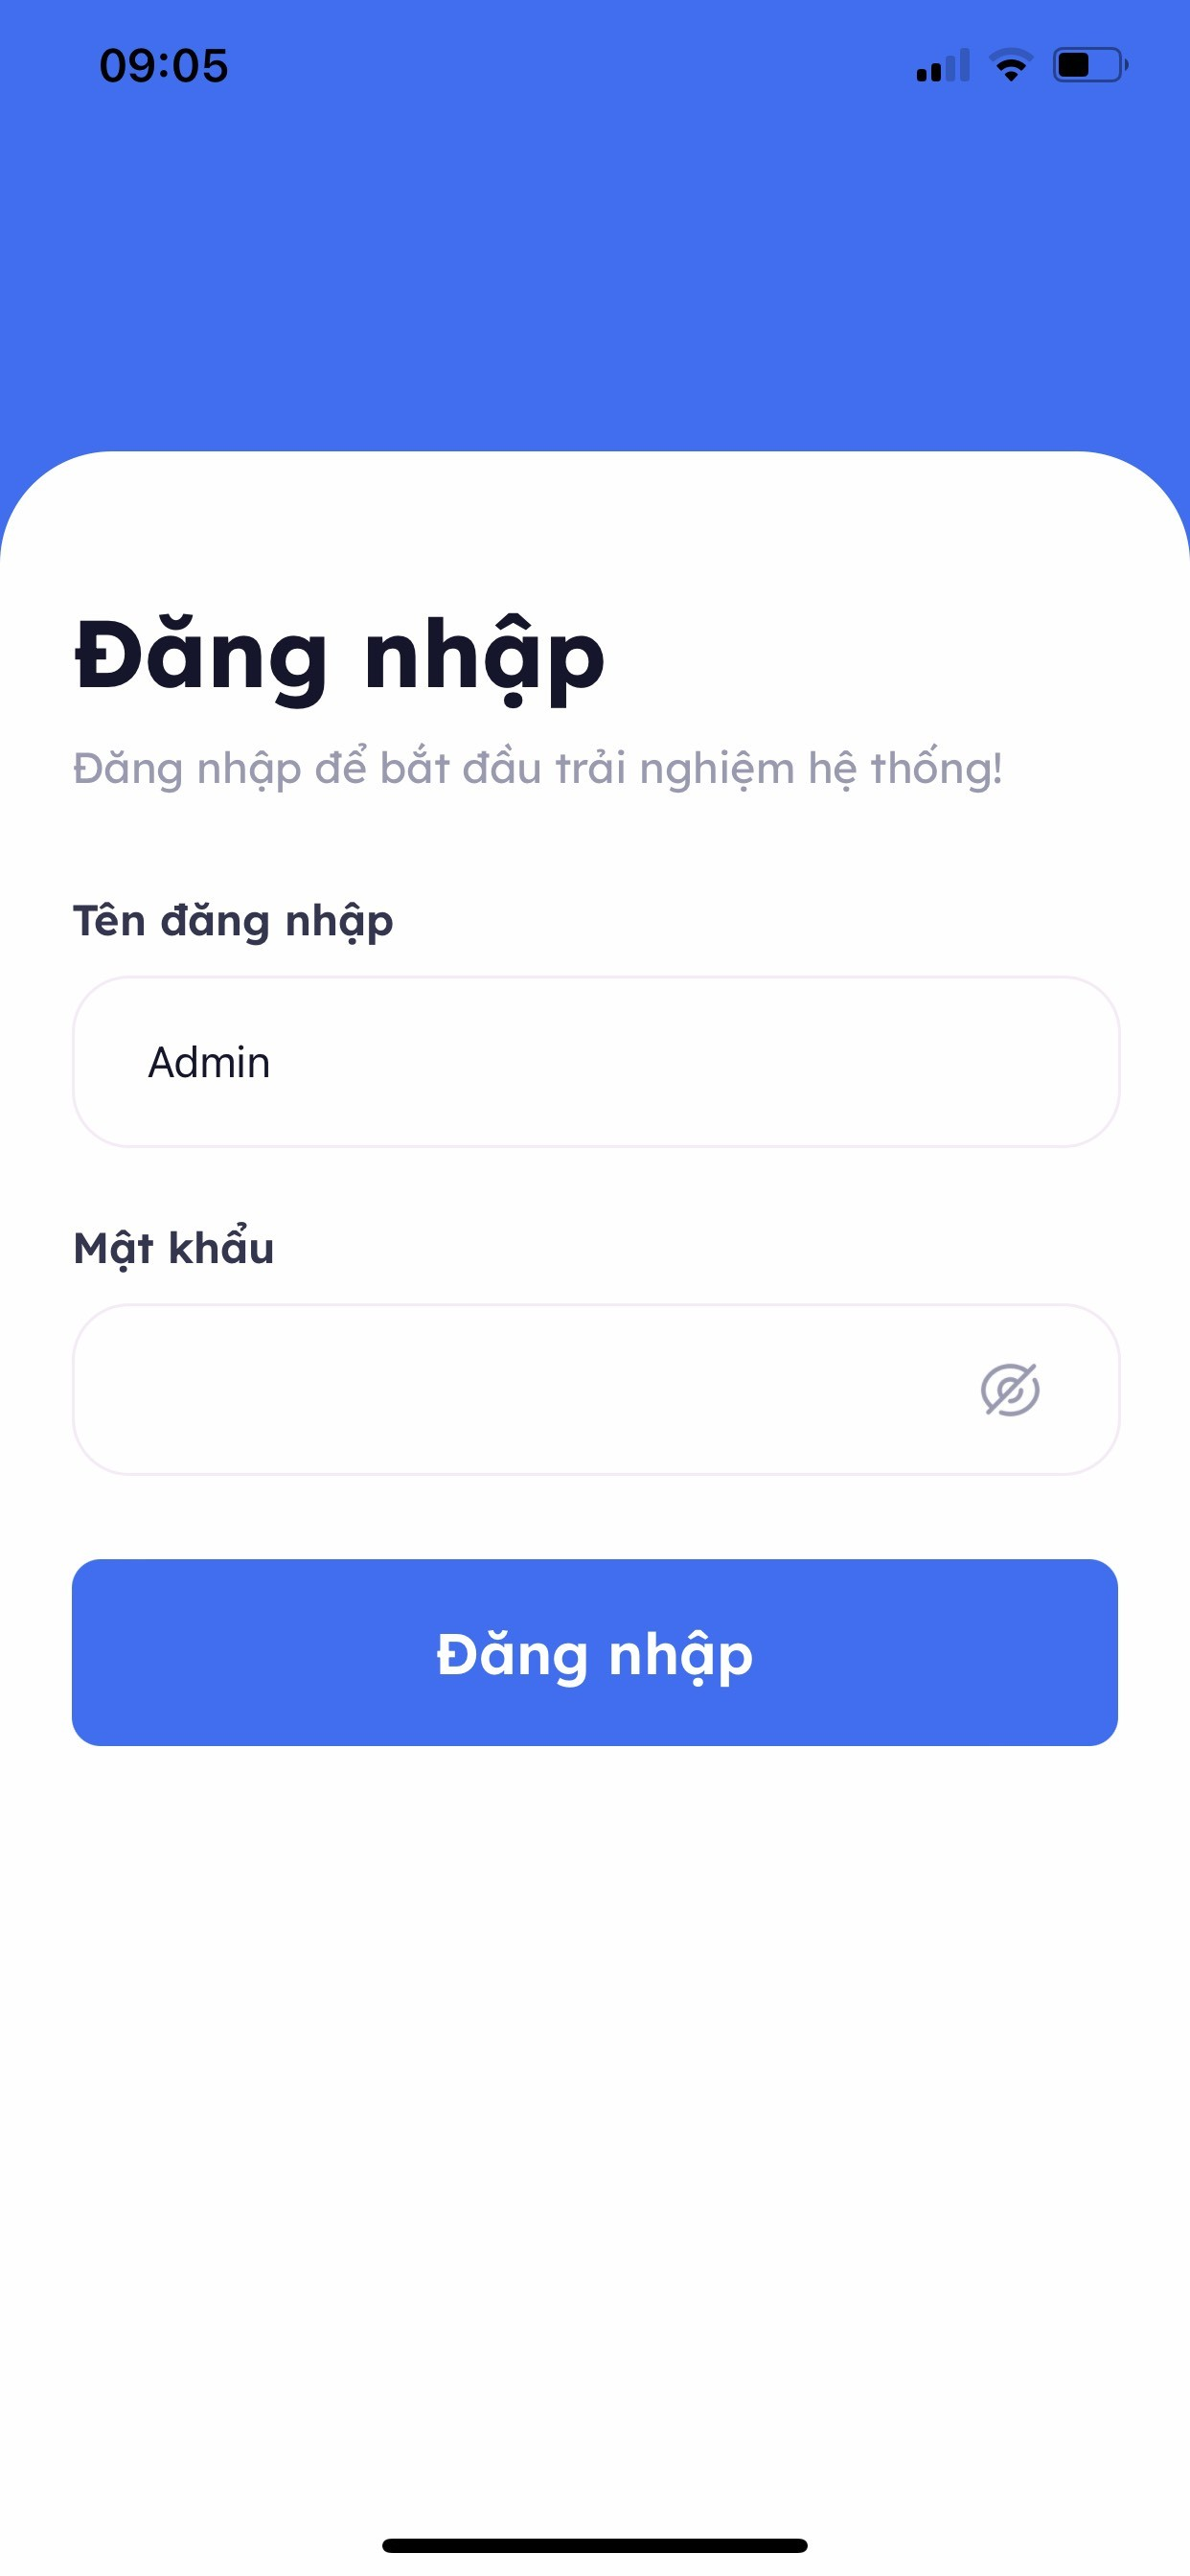 09:05
Đăng nhập
Đăng nhập để bắt đầu trải nghiệm hệ thống!
Tên đăng nhập
Admin
Mật khẩu
Đăng nhập